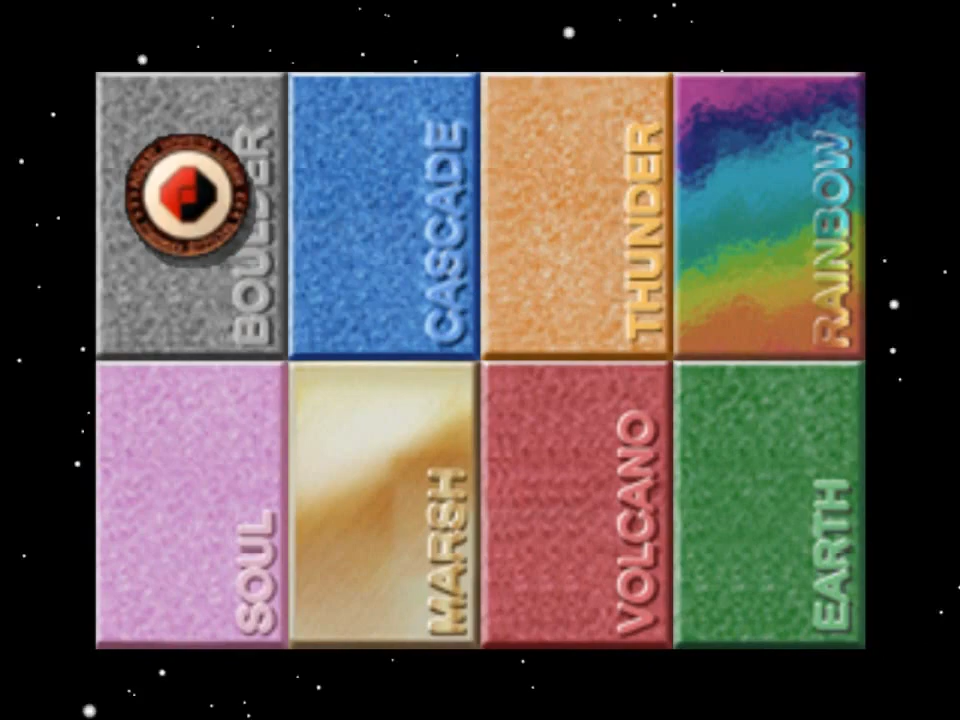 BOULDER
CASCADE
THUNDER
RAINBOW
SOUL
MARSH
VOLCANO
EARTH